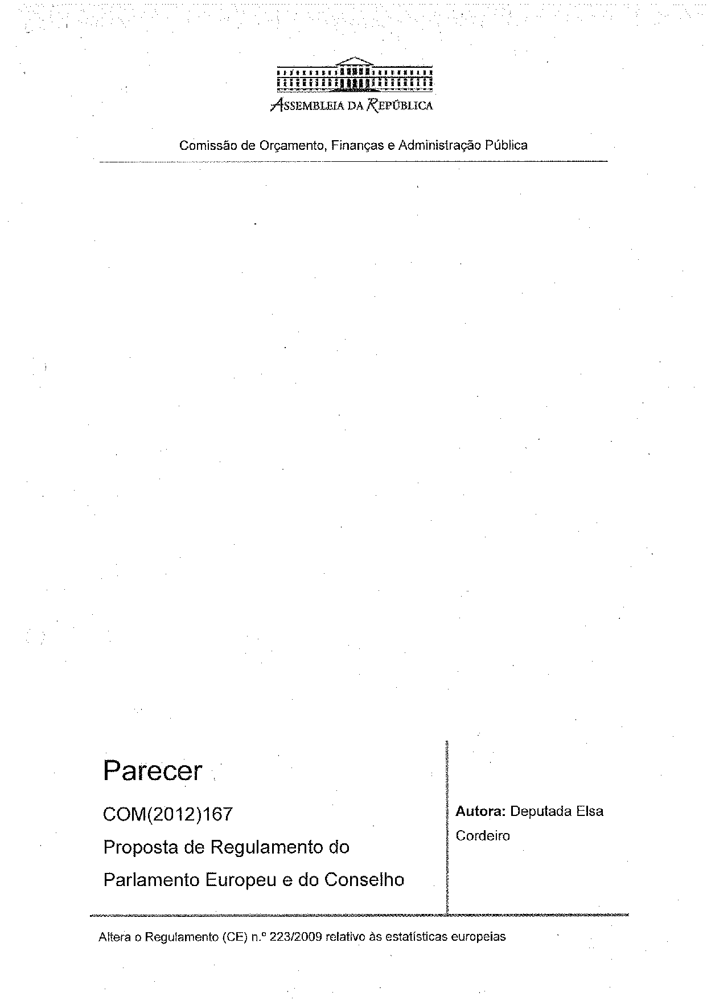 ASSEMBLEIA DA REPÚBLICA
Comissão de Orçamento, Finanças e Administração Pública
Parecer
COM(2012)167
Proposta de Regulamento do
Parlamento Europeu e do Conselho
Autora: Deputada Elsa
Cordeiro
Altera o Regulamento (CE) n.º 223/2009 relativo às estatísticas europeias